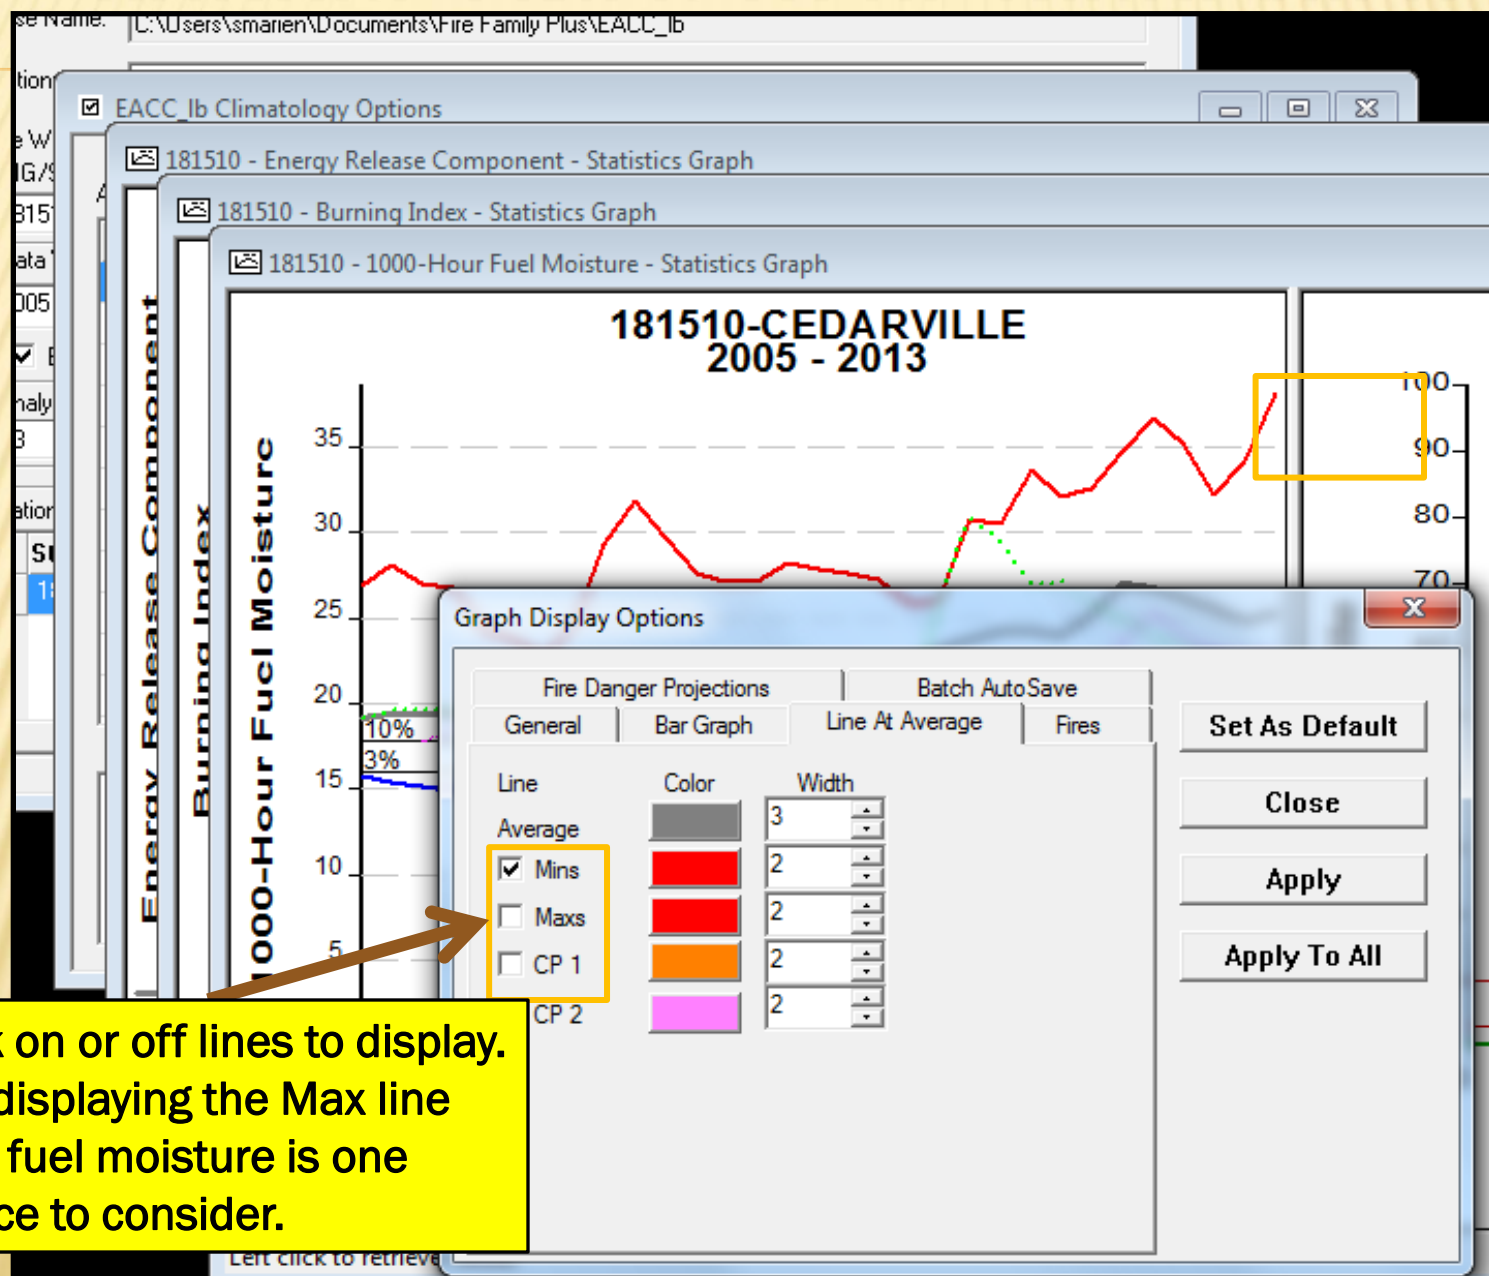 C:\Users\smarien\Documents\Fire Family Plus\EACC_lb
EACC_lb Climatology Options
181510 - Energy Release Component - Statistics Graph
181510 - Burning Index - Statistics Graph
181510 - 1000-Hour Fuel Moisture - Statistics Graph
181510-CEDARVILLE
2005 - 2013
Energy Release Component
Burning Index
1000-Hour
35
30
25
20
15
10
5
10%
3%
100
90
80
70
Graph Display Options
Fire Danger Projections
Batch AutoSave
General
Bar Graph
Line At Average
Fires
Line
Color
Width
Average
3
Mins
2
Maxs
2
CP 1
2
CP 2
2
Set As Default
Close
Apply
Apply To All
on or off lines to display.
displaying the Max line
fuel moisture is one
to consider.
Left click to retrieve